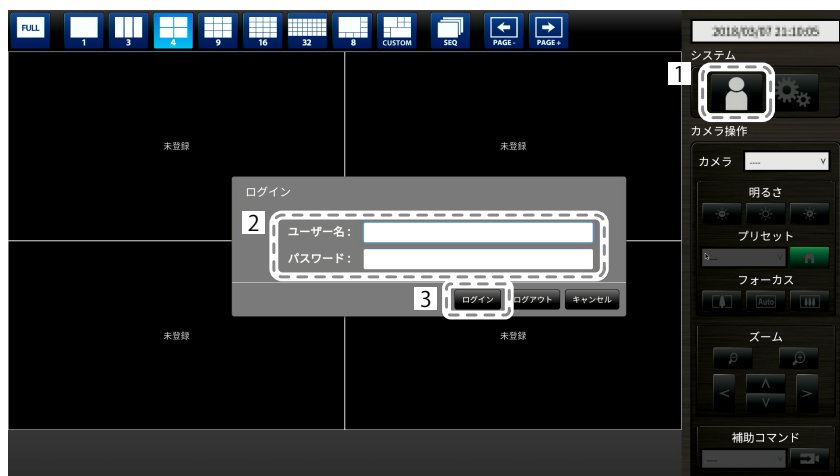 FULL 1 3 4 9 16 32 8 CUSTOM SEQ PAGE- PAGE+
2018/03/07 21:10:05
システム
1
カメラ操作
カメラ ---- v
明るさ
プリセット
---- v
フォーカス
Auto
ズーム
補助コマンド
---- v
未登録
未登録
ログイン
2
ユーザー名：
パスワード：
3
ログイン ログアウト キャンセル
未登録
未登録